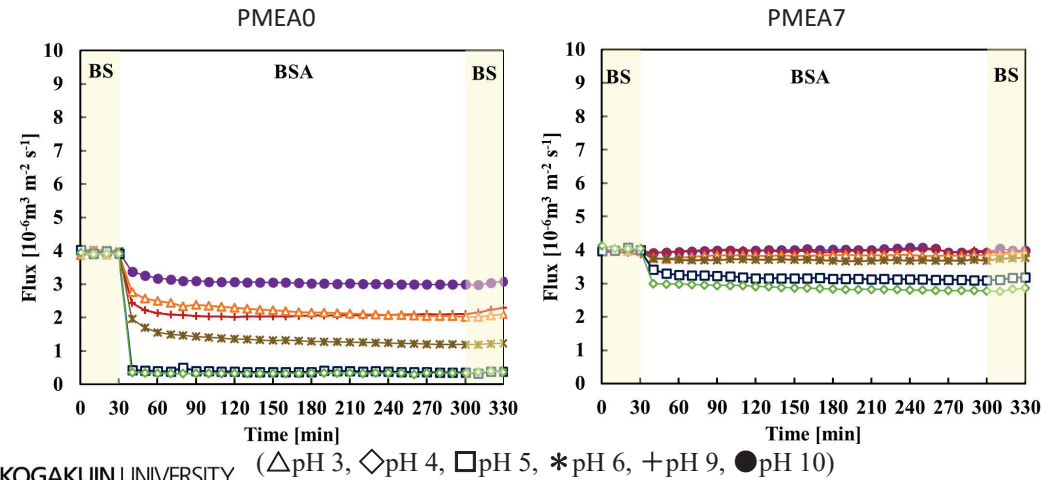 PMEA0
PMEA7
10
9
8
7
6
5
4
3
2
1
0
BS
BSA
BS
Flux [10⁻⁶m³ m⁻² s⁻¹]
0 30 60 90 120 150 180 210 240 270 300 330
Time [min]
10
9
8
7
6
5
4
3
2
1
0
BS
BSA
BS
Flux [10⁻⁶m³ m⁻² s⁻¹]
0 30 60 90 120 150 180 210 240 270 300 330
Time [min]
KOGAKUIN UNIVERSITY
(△pH 3, ◇pH 4, □pH 5, ✱pH 6, +pH 9, ●pH 10)